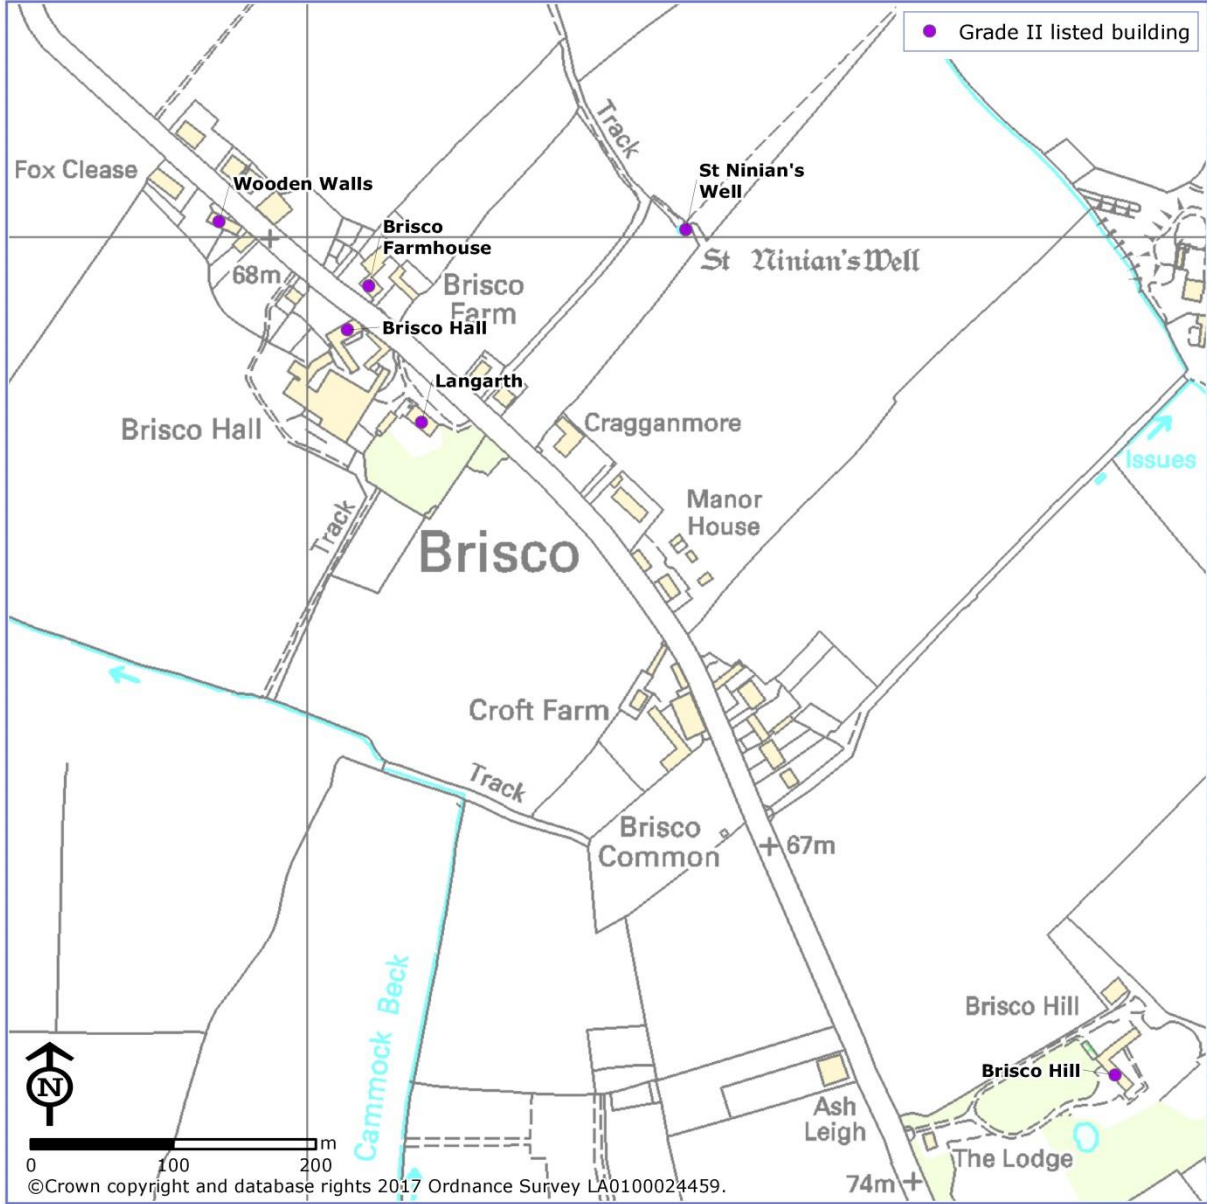 Grade II listed building
Track
Fox Clease
Wooden Walls
St Ninian's
Well
Brisco
Farmhouse
68m
St Ninian's Well
Brisco
Farm
Brisco Hall
Langarth
Brisco Hall
Cragganmore
Issues
Manor
House
Track
Brisco
Croft Farm
Track
Brisco
Common
67m
Cammock Beck
Brisco Hill
Brisco Hill
N
Ash
Leigh
The Lodge
74m
m
0 100 200
©Crown copyright and database rights 2017 Ordnance Survey LA0100024459.